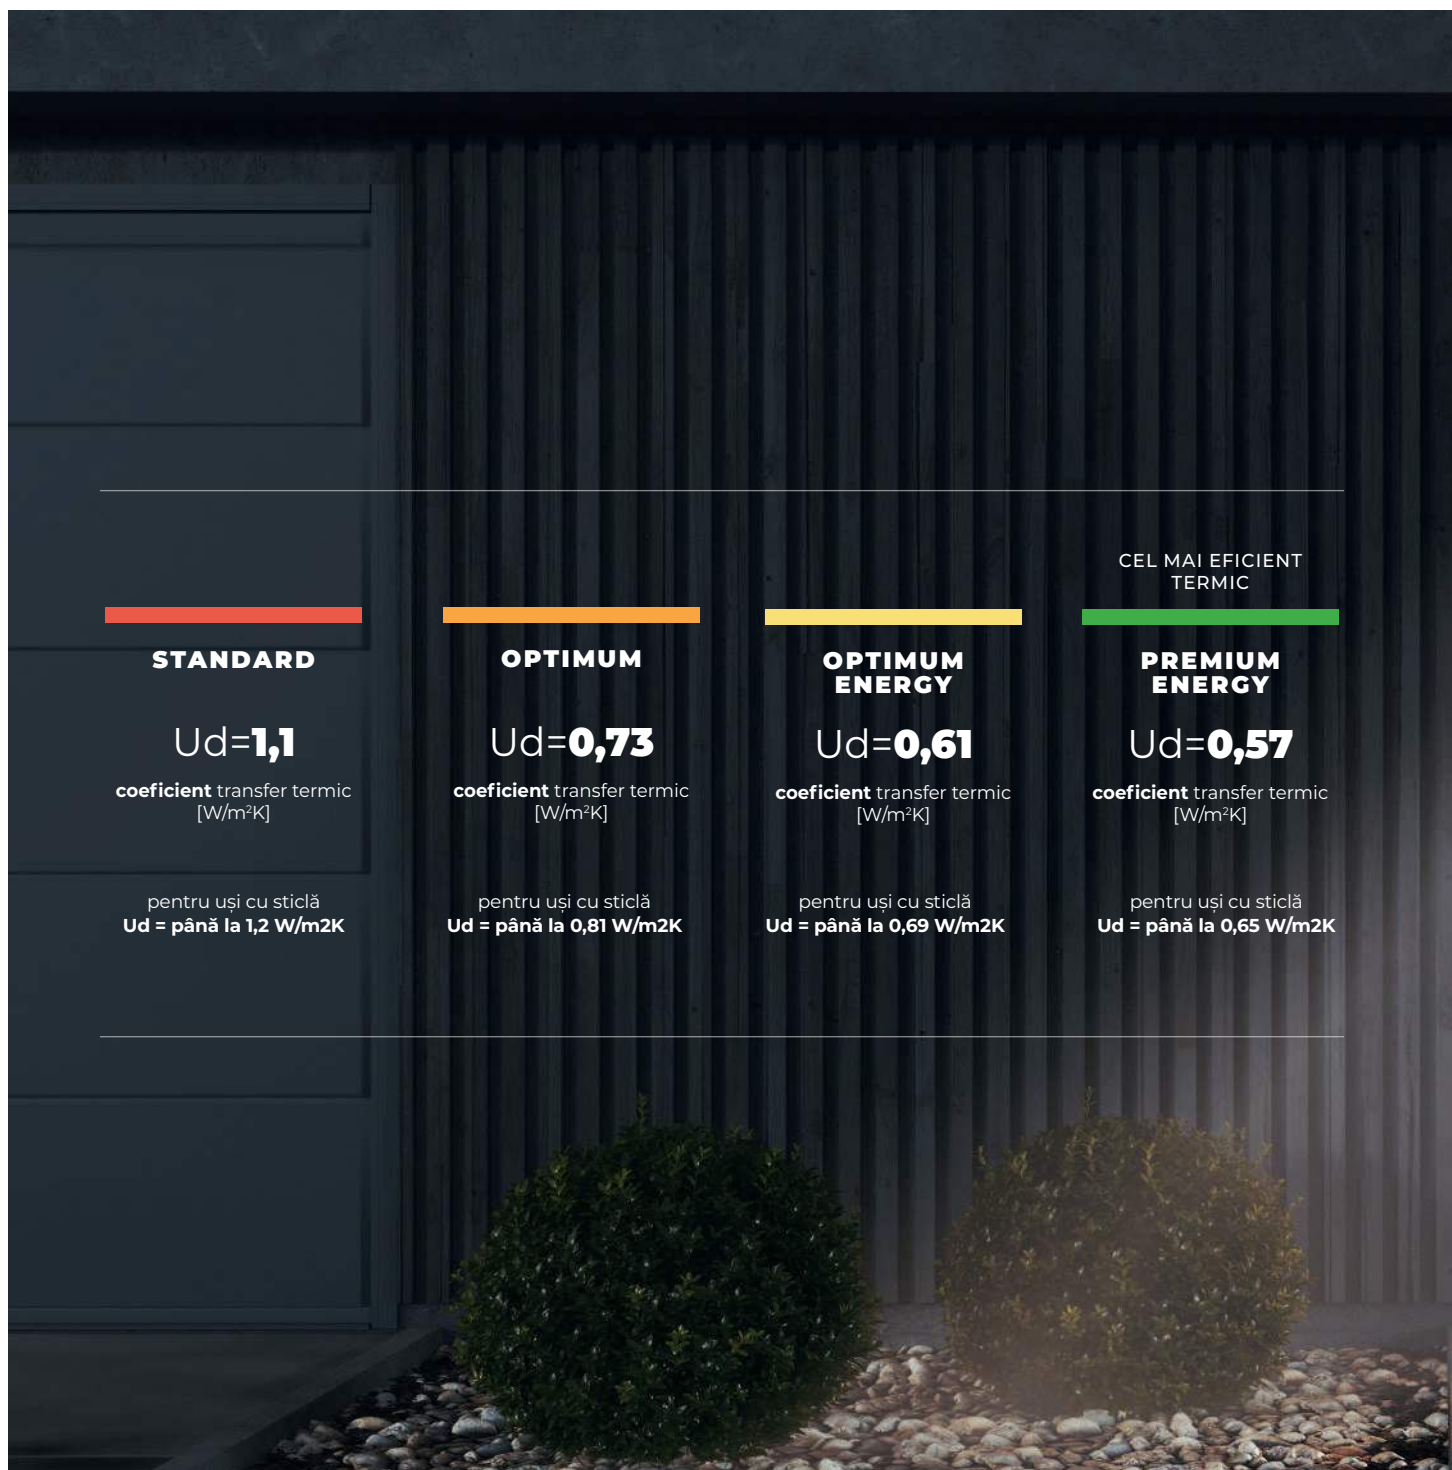 CEL MAI EFICIENT
TERMIC
STANDARD
Ud=1,1
coeficient transfer termic
[W/m²K]
pentru uși cu sticlă
Ud = până la 1,2 W/m2K
OPTIMUM
Ud=0,73
coeficient transfer termic
[W/m²K]
pentru uși cu sticlă
Ud = până la 0,81 W/m2K
OPTIMUM
ENERGY
Ud=0,61
coeficient transfer termic
[W/m²K]
pentru uși cu sticlă
Ud = până la 0,69 W/m2K
PREMIUM
ENERGY
Ud=0,57
coeficient transfer termic
[W/m²K]
pentru uși cu sticlă
Ud = până la 0,65 W/m2K